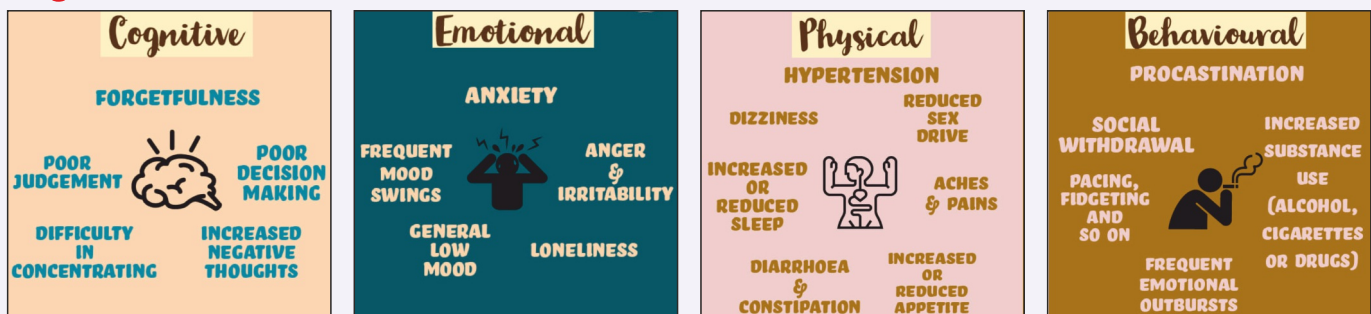 Cognitive
FORGETFULNESS
POOR
JUDGEMENT
POOR
DECISION
MAKING
DIFFICULTY
IN
CONCENTRATING
INCREASED
NEGATIVE
THOUGHTS
Emotional
ANXIETY
FREQUENT
MOOD
SWINGS
ANGER
&
IRRITABILITY
GENERAL
LOW
MOOD
LONELINESS
Physical
HYPERTENSION
DIZZINESS
REDUCED
SEX
DRIVE
INCREASED
OR
REDUCED
SLEEP
ACHES
& PAINS
DIARRHOEA
&
CONSTIPATION
INCREASED
OR
REDUCED
APPETITE
Behavioural
PROCASTINATION
SOCIAL
WITHDRAWAL
INCREASED
SUBSTANCE
USE
(ALCOHOL,
CIGARETTES
OR DRUGS)
PACING,
FIDGETING
AND
SO ON
FREQUENT
EMOTIONAL
OUTBURSTS